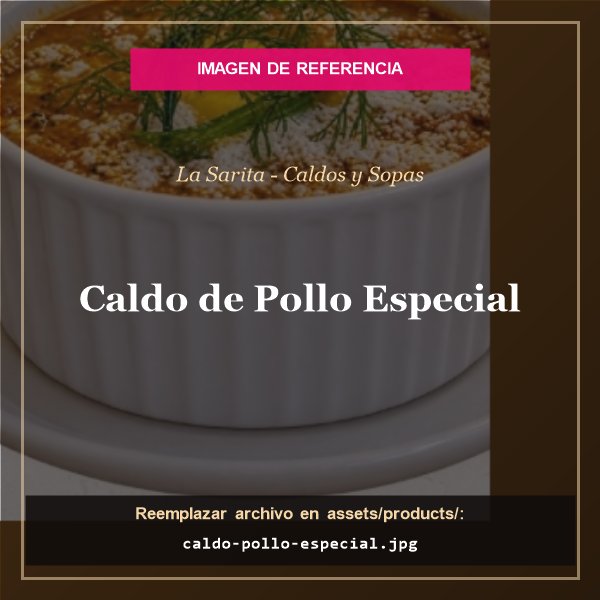 IMAGEN DE REFERENCIA
La Sarita - Caldos y Sopas
Caldo de Pollo Especial
Reemplazar archivo en assets/products/:
caldo-pollo-especial.jpg